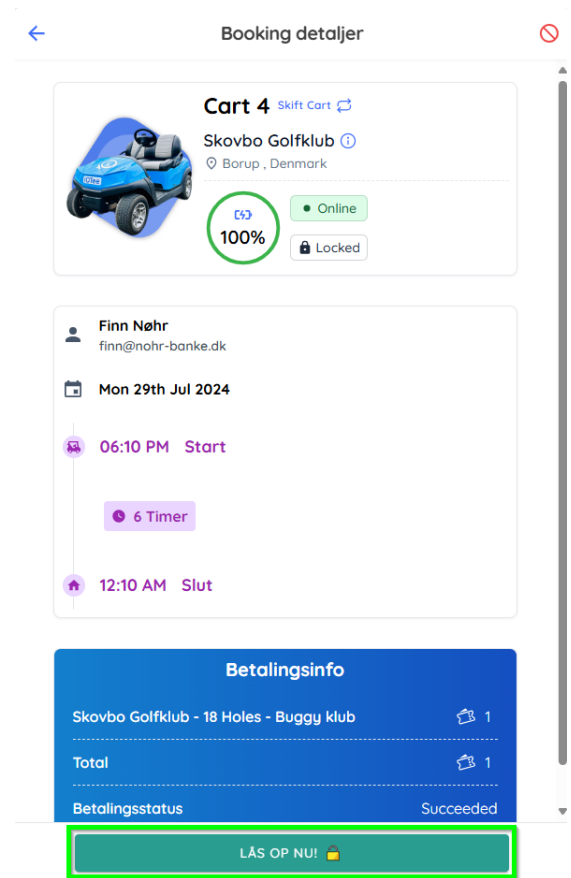 Booking detaljer
Cart 4 Skift Cart
Skovbo Golfklub
Borup , Denmark
100%
Online
Locked
Finn Nøhr
finn@nohr-banke.dk
Mon 29th Jul 2024
06:10 PM Start
6 Timer
12:10 AM Slut
Betalingsinfo
Skovbo Golfklub - 18 Holes - Buggy klub 1
Total 1
Betalingsstatus Succeeded
LÅS OP NU!